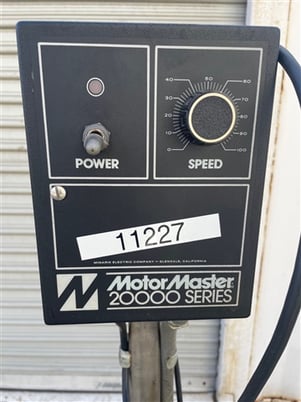 40 50 60
30 70
20 80
10 90
0 100
POWER SPEED
11227
MINARIK ELECTRIC COMPANY • GLENDALE, CALIFORNIA
M MotorMaster
20000 SERIES